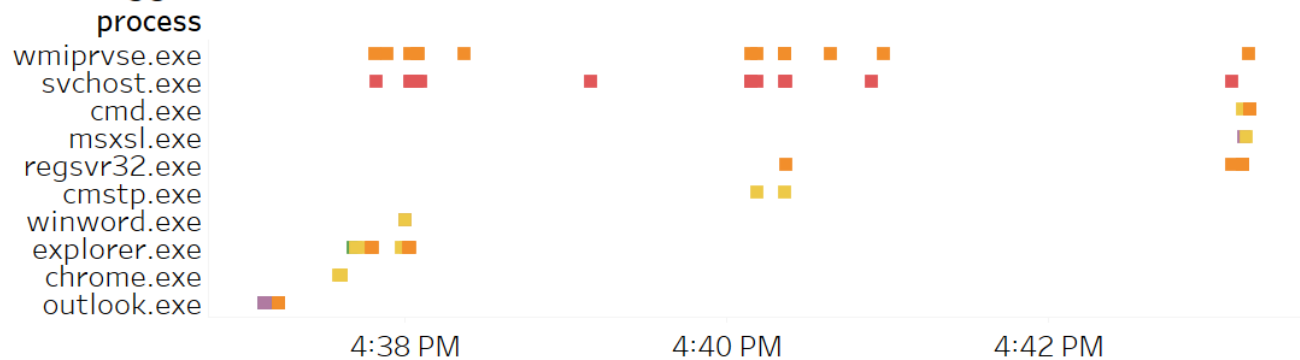 process
wmiprvse.exe
svchost.exe
cmd.exe
msxsl.exe
regsvr32.exe
cmstp.exe
winword.exe
explorer.exe
chrome.exe
outlook.exe
4:38 PM 4:40 PM 4:42 PM